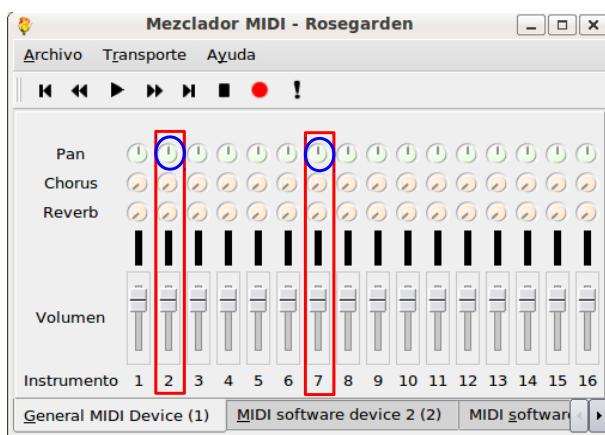 Mezclador MIDI - Rosegarden
Archivo Transporte Ayuda
Pan
Chorus
Reverb
Volumen
Instrumento 1 2 3 4 5 6 7 8 9 10 11 12 13 14 15 16
General MIDI Device (1) MIDI software device 2 (2) MIDI softwar